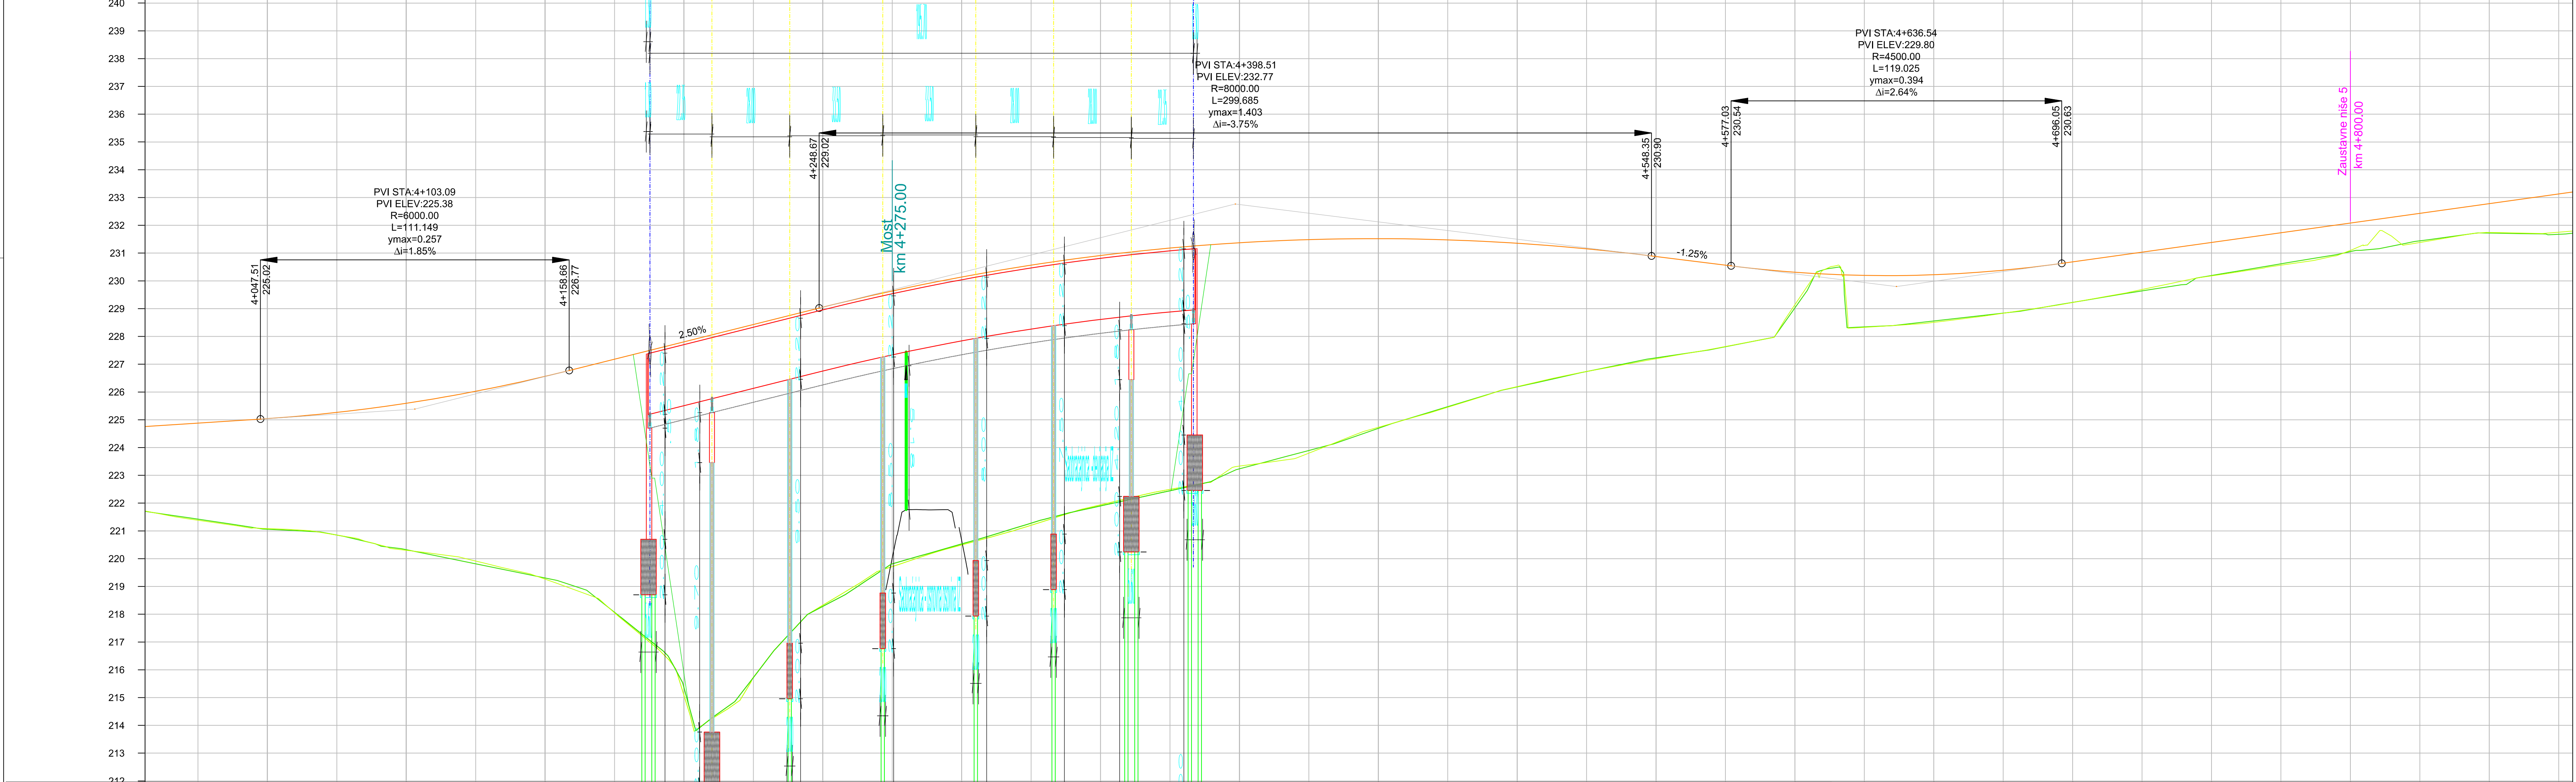 240
239
238
237
236
235
234
233
232
231
230
229
228
227
226
225
224
223
222
221
220
219
218
217
216
215
214
213
212
PVI STA:4+103.09
PVI ELEV:225.38
R=6000.00
L=111.149
ymax=0.257
Δi=1.85%
4+047.51
225.02
4+158.66
226.77
2.50%
4+248.67
229.02
Most
km 4+275.00
PVI STA:4+398.51
PVI ELEV:232.77
R=8000.00
L=299.685
ymax=1.403
Δi=-3.75%
4+548.35
230.90
-1.25%
4+577.03
230.54
PVI STA:4+636.54
PVI ELEV:229.80
R=4500.00
L=119.025
ymax=0.394
Δi=2.64%
4+696.05
230.63
Zaustavne niše 5
km 4+800.00